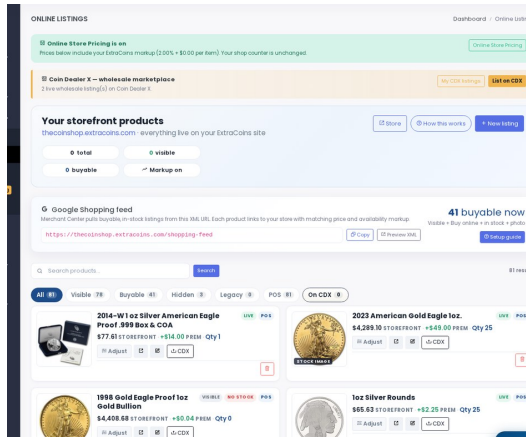 ONLINE LISTINGS
Dashboard / Online Listin
Online Store Pricing is on
Prices below include your ExtraCoins markup (2.00% + $0.00 per item). Your shop counter is unchanged.
Online Store Pricing
Coin Dealer X — wholesale marketplace
2 live wholesale listing(s) on Coin Dealer X.
My CDX listings
List on CDX
Your storefront products
thecoinshop.extracoins.com · everything live on your ExtraCoins site
Store
How this works
+ New listing
0 total
0 visible
0 buyable
Markup on
Google Shopping feed
Merchant Center pulls buyable, in-stock listings from this XML URL. Each product links to your store with matching price and availability markup.
41 buyable now
Visible + Buy online + in stock + photo
https://thecoinshop.extracoins.com/shopping-feed
Copy
Preview XML
Setup guide
Search products...
Search
81 resu
All 81
Visible 78
Buyable 41
Hidden 3
Legacy 0
POS 81
On CDX 0
2014-W 1 oz Silver American Eagle
Proof .999 Box & COA
LIVE POS
$77.61 STOREFRONT +$14.00 PREM Qty 1
Adjust
CDX
2023 American Gold Eagle 1oz.
LIVE POS
$4,289.10 STOREFRONT +$49.00 PREM Qty 25
Adjust
CDX
STOCK IMAGE
1998 Gold Eagle Proof 1oz
Gold Bullion
VISIBLE NO STOCK POS
$4,408.68 STOREFRONT +$0.04 PREM Qty 0
Adjust
CDX
1oz Silver Rounds
LIVE POS
$65.63 STOREFRONT +$2.25 PREM Qty 25
Adjust
CDX